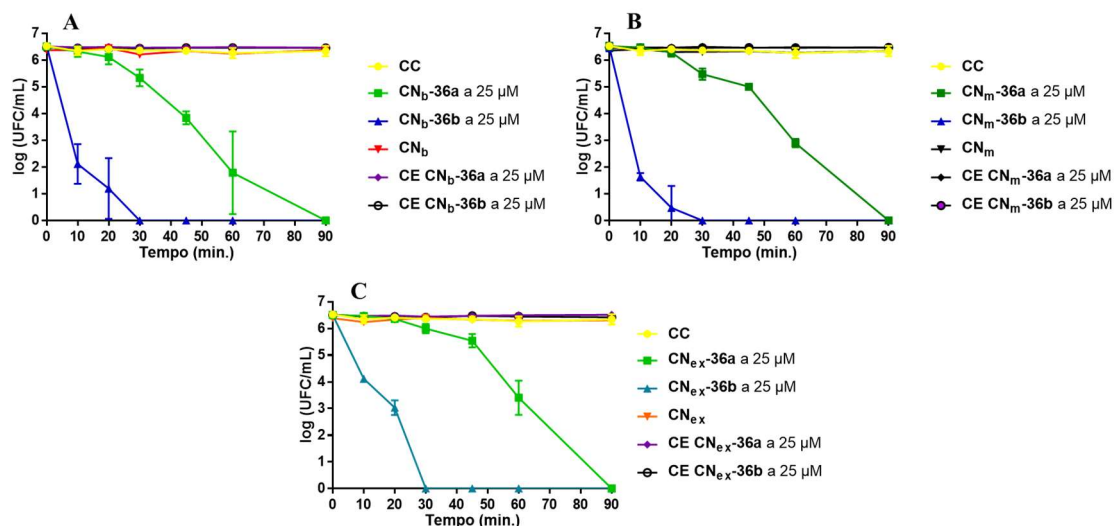 A
7
6
5
4
3
2
1
0
log (UFC/mL)
0 10 20 30 40 50 60 70 80 90
Tempo (min.)
CC
CNb-36a a 25 µM
CNb-36b a 25 µM
CNb
CE CNb-36a a 25 µM
CE CNb-36b a 25 µM
B
7
6
5
4
3
2
1
0
log (UFC/mL)
0 10 20 30 40 50 60 70 80 90
Tempo (min.)
CC
CNm-36a a 25 µM
CNm-36b a 25 µM
CNm
CE CNm-36a a 25 µM
CE CNm-36b a 25 µM
C
7
6
5
4
3
2
1
0
log (UFC/mL)
0 10 20 30 40 50 60 70 80 90
Tempo (min.)
CC
CNex-36a a 25 µM
CNex-36b a 25 µM
CNex
CE CNex-36a a 25 µM
CE CNex-36b a 25 µM